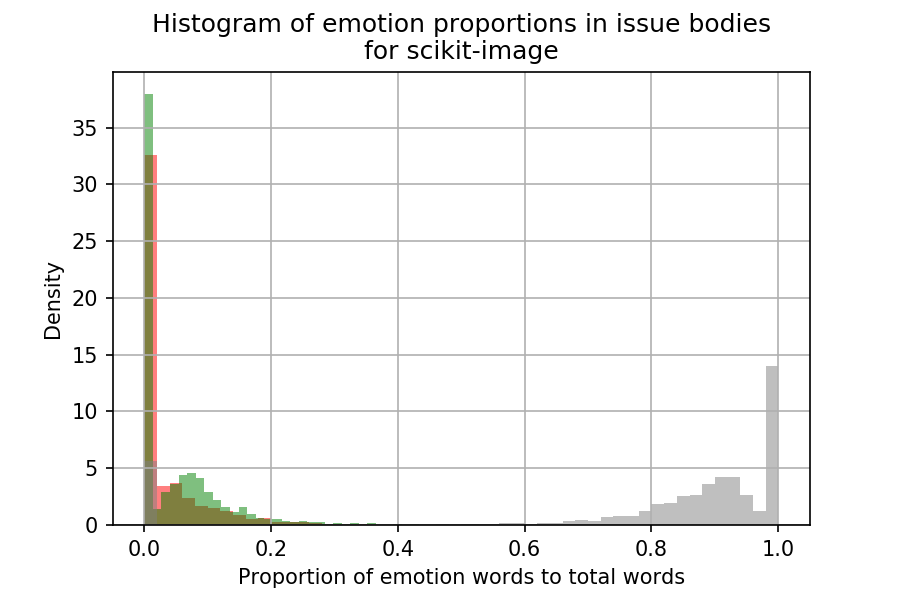 Histogram of emotion proportions in issue bodies
for scikit-image
Density
35
30
25
20
15
10
5
0
0.0 0.2 0.4 0.6 0.8 1.0
Proportion of emotion words to total words